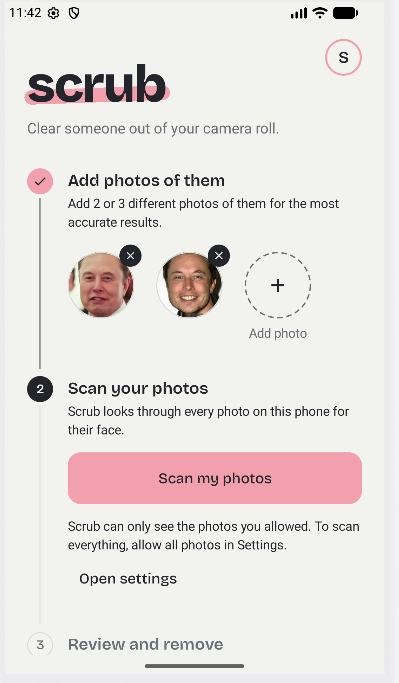 11:42
S
scrub
Clear someone out of your camera roll.
Add photos of them
Add 2 or 3 different photos of them for the most
accurate results.
Add photo
2
Scan your photos
Scrub looks through every photo on this phone for
their face.
Scan my photos
Scrub can only see the photos you allowed. To scan
everything, allow all photos in Settings.
Open settings
3
Review and remove